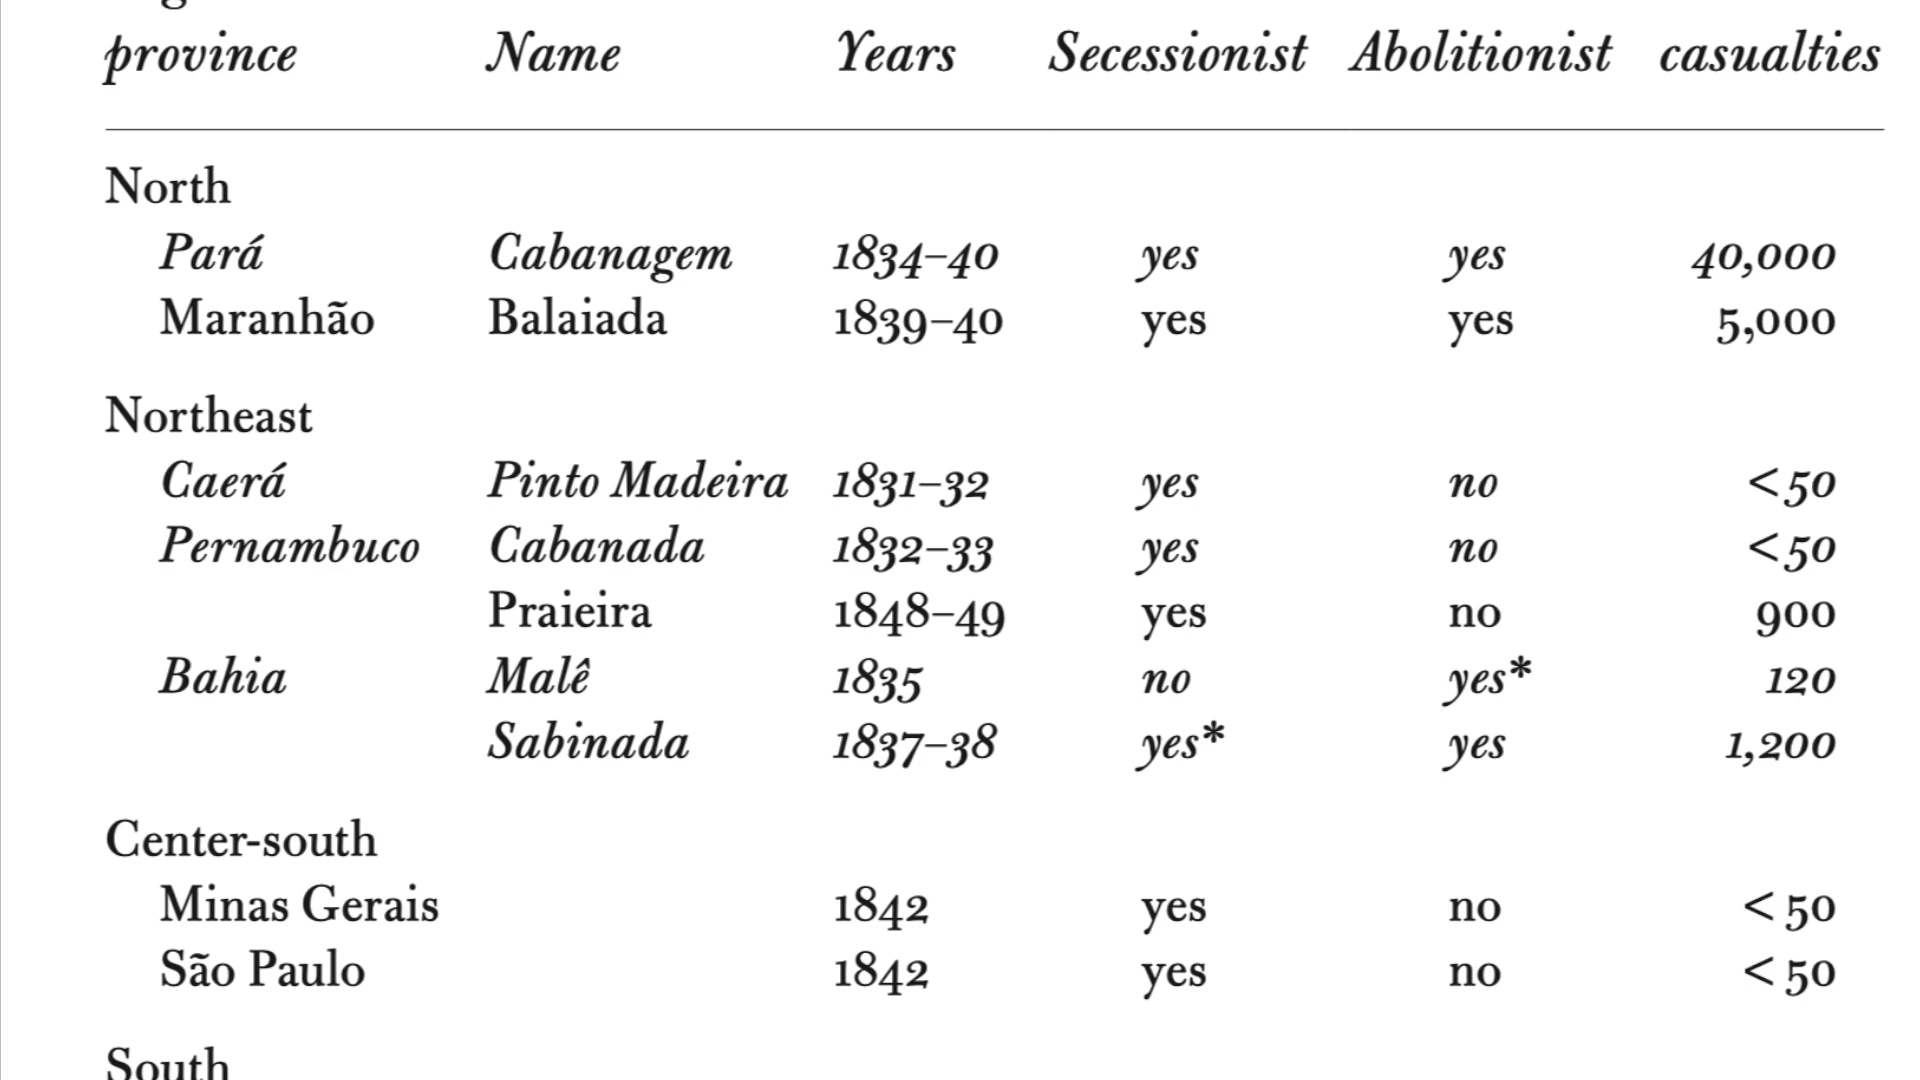 province Name Years Secessionist Abolitionist casualties
North
Pará Cabanagem 1834–40 yes yes 40,000
Maranhão Balaiada 1839–40 yes yes 5,000
Northeast
Caerá Pinto Madeira 1831–32 yes no <50
Pernambuco Cabanada 1832–33 yes no <50
Praieira 1848–49 yes no 900
Bahia Malê 1835 no yes* 120
Sabinada 1837–38 yes* yes 1,200
Center-south
Minas Gerais 1842 yes no <50
São Paulo 1842 yes no <50
South